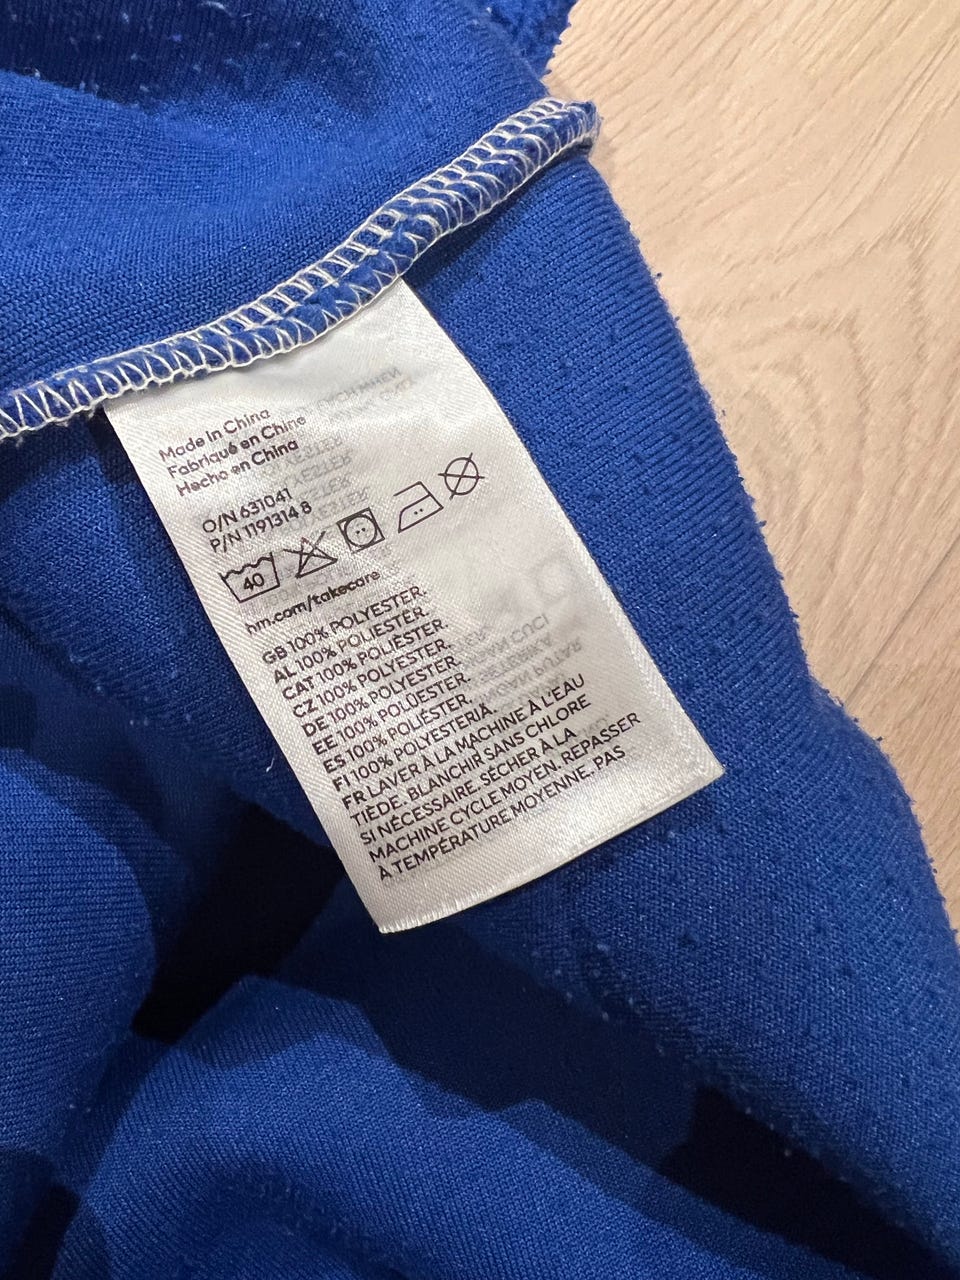 Made in China
Fabriqué en Chine
Hecho en China
O/N 631041
P/N 1191314 8
40
hm.com/takecare
GB 100% POLYESTER.
AL 100% POLIESTËR.
CAT 100% POLIÈSTER.
CZ 100% POLYESTER.
DE 100% POLYESTER.
EE 100% POLÜESTER.
ES 100% POLIÉSTER.
FI 100% POLYESTERIA.
FR LAVER À LA MACHINE À L'EAU
TIÈDE. BLANCHIR SANS CHLORE
SI NÉCESSAIRE. SÉCHER À LA
MACHINE CYCLE MOYEN. REPASSER
À TEMPÉRATURE MOYENNE. PAS